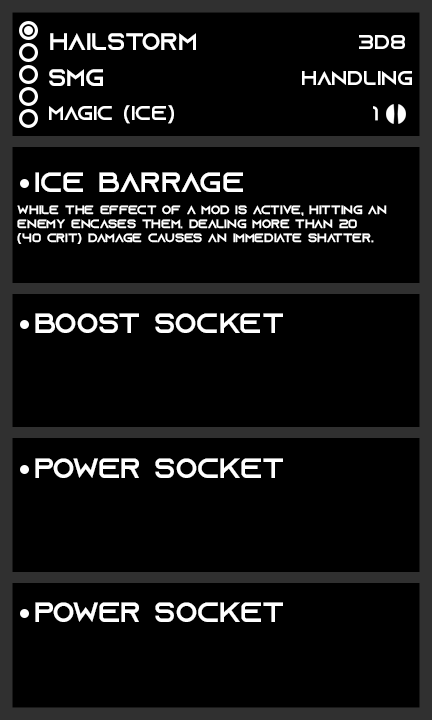 HAILSTORM 3D8
SMG HANDLING
MAGIC (ICE) 1
•ICE BARRAGE
WHILE THE EFFECT OF A MOD IS ACTIVE, HITTING AN
ENEMY ENCASES THEM. DEALING MORE THAN 20
(40 CRIT) DAMAGE CAUSES AN IMMEDIATE SHATTER.
•BOOST SOCKET
•POWER SOCKET
•POWER SOCKET